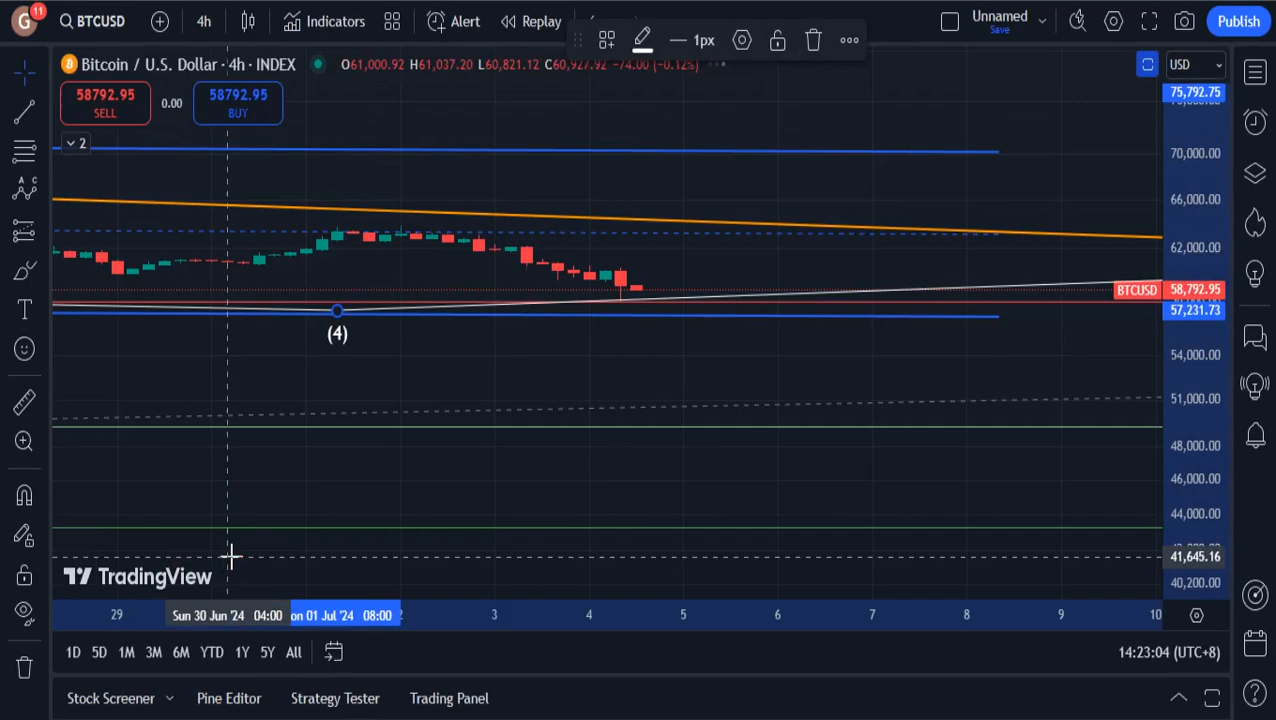 G
11
BTCUSD
4h
Indicators
Alert
Replay
1px
Unnamed
Save
Publish
Bitcoin / U.S. Dollar · 4h · INDEX
O61,000.92 H61,037.20 L60,821.12 C60,927.92 −74.00 (−0.12%)
USD
58792.95
SELL
0.00
58792.95
BUY
2
75,792.75
70,000.00
66,000.00
62,000.00
BTCUSD
58,792.95
57,231.73
(4)
54,000.00
51,000.00
48,000.00
46,000.00
44,000.00
41,645.16
40,200.00
TradingView
29
Sun 30 Jun '24 04:00
on 01 Jul '24 08:00
2
3
4
5
6
7
8
9
10
1D 5D 1M 3M 6M YTD 1Y 5Y All
14:23:04 (UTC+8)
Stock Screener
Pine Editor
Strategy Tester
Trading Panel